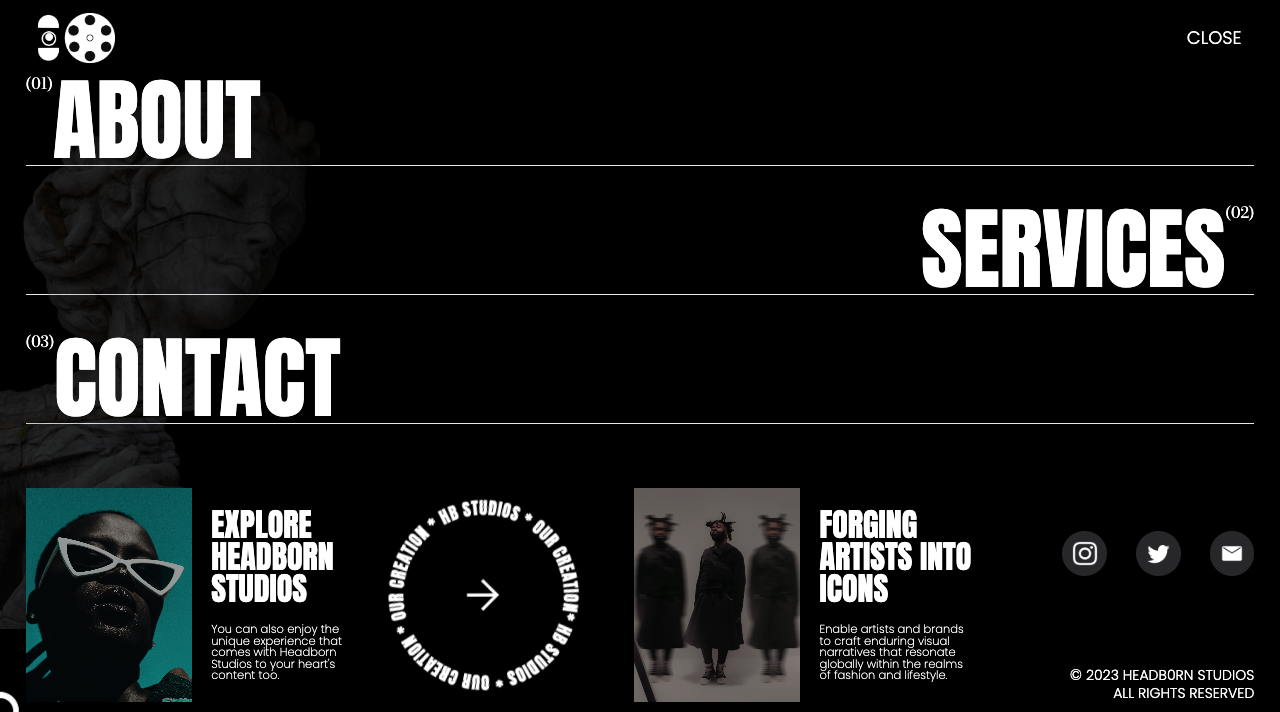 CLOSE
(01) ABOUT
SERVICES (02)
(03) CONTACT
EXPLORE
HEADBORN
STUDIOS
You can also enjoy the
unique experience that
comes with Headborn
Studios to your heart's
content too.
* HB STUDIOS * OUR CREATION * HB STUDIOS * OUR CREATION * OUR CREATION
FORGING
ARTISTS INTO
ICONS
Enable artists and brands
to craft enduring visual
narratives that resonate
globally within the realms
of fashion and lifestyle.
© 2023 HEADB0RN STUDIOS
ALL RIGHTS RESERVED